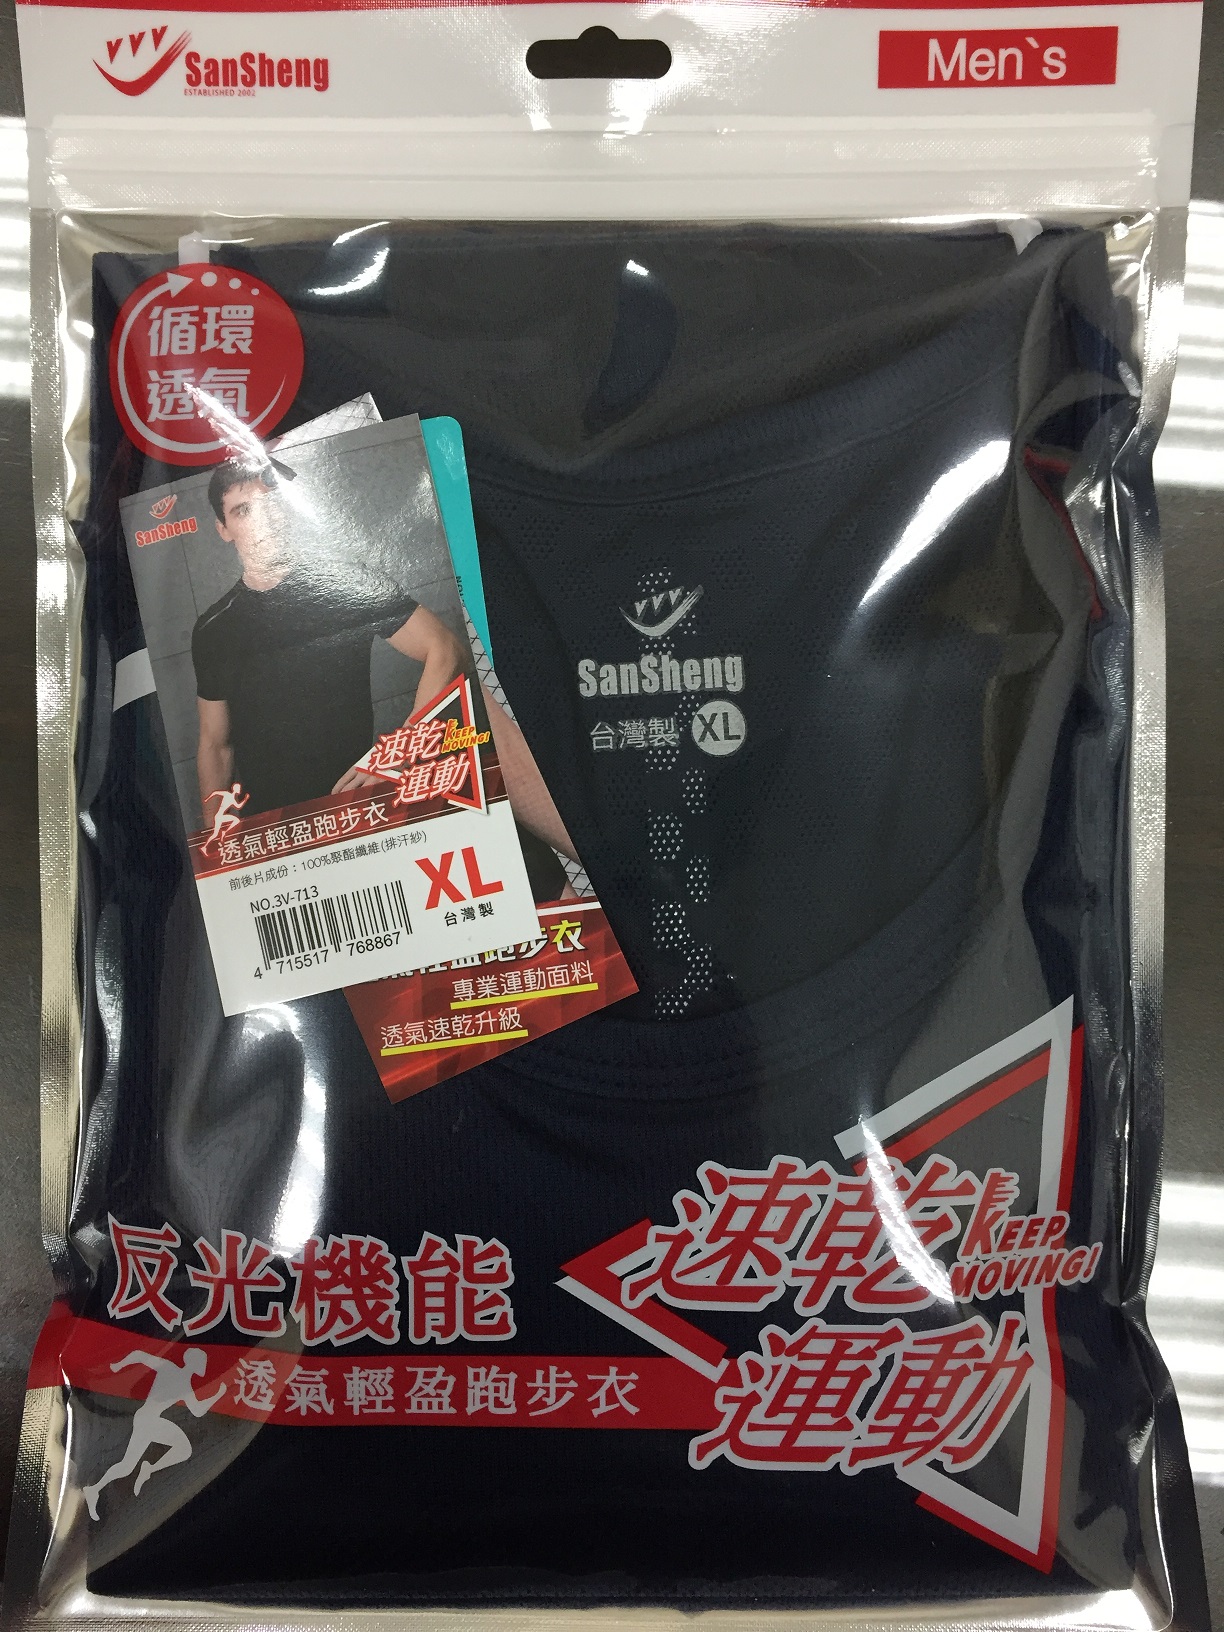 SanSheng
ESTABLISHED 2002
Men`s
循環
透氣
SanSheng
速乾 KEEP
MOVING!
運動
透氣輕盈跑步衣
前後片成份：100%聚酯纖維(排汗紗)
NO.3V-713
XL
台灣製
4 715517 768867
跑步衣
專業運動面料
透氣速乾升級
SanSheng
台灣製 XL
反光機能
速乾 KEEP
MOVING!
運動
透氣輕盈跑步衣